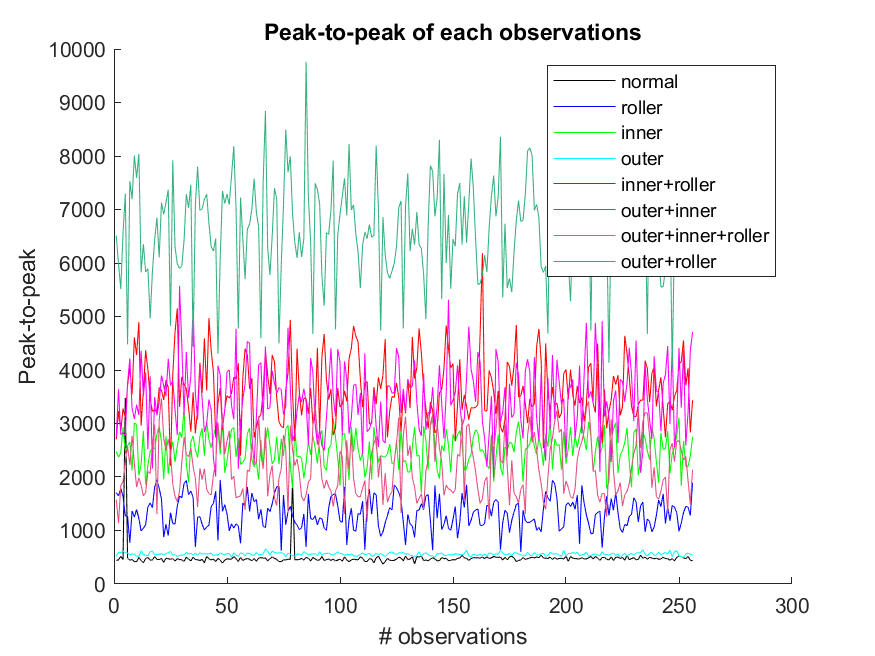 Peak-to-peak of each observations
10000
9000
8000
7000
6000
5000
4000
3000
2000
1000
0
Peak-to-peak
normal
roller
inner
outer
inner+roller
outer+inner
outer+inner+roller
outer+roller
0 50 100 150 200 250 300
# observations